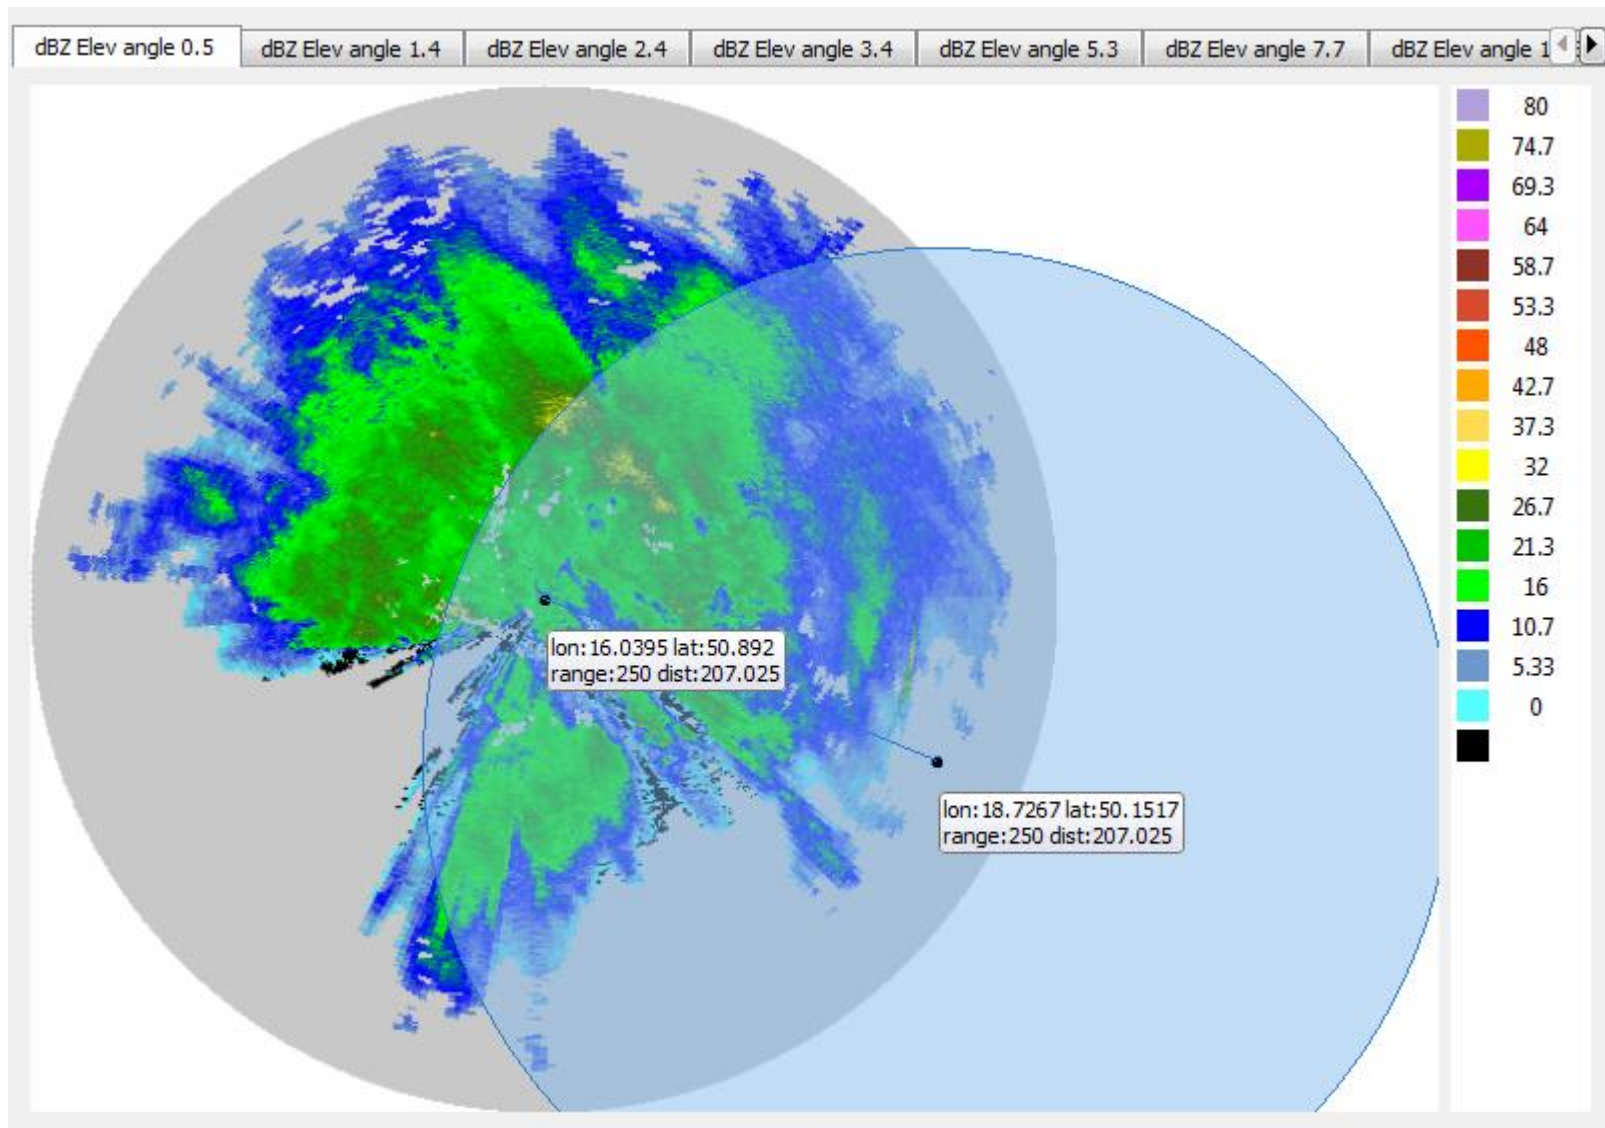 dBZ Elev angle 0.5
dBZ Elev angle 1.4
dBZ Elev angle 2.4
dBZ Elev angle 3.4
dBZ Elev angle 5.3
dBZ Elev angle 7.7
dBZ Elev angle 1
80
74.7
69.3
64
58.7
53.3
48
42.7
37.3
32
26.7
21.3
16
10.7
5.33
0
lon:16.0395 lat:50.892
range:250 dist:207.025
lon:18.7267 lat:50.1517
range:250 dist:207.025